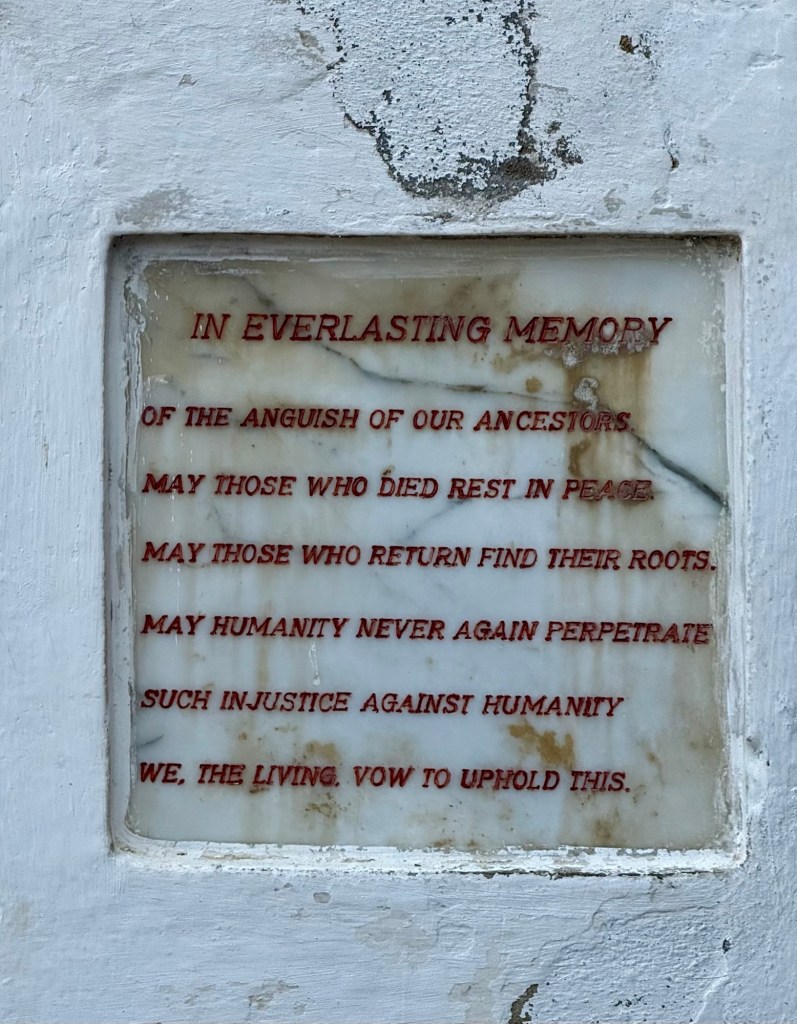 IN EVERLASTING MEMORY
OF THE ANGUISH OF OUR ANCESTORS.
MAY THOSE WHO DIED REST IN PEACE.
MAY THOSE WHO RETURN FIND THEIR ROOTS.
MAY HUMANITY NEVER AGAIN PERPETRATE
SUCH INJUSTICE AGAINST HUMANITY
WE, THE LIVING, VOW TO UPHOLD THIS.